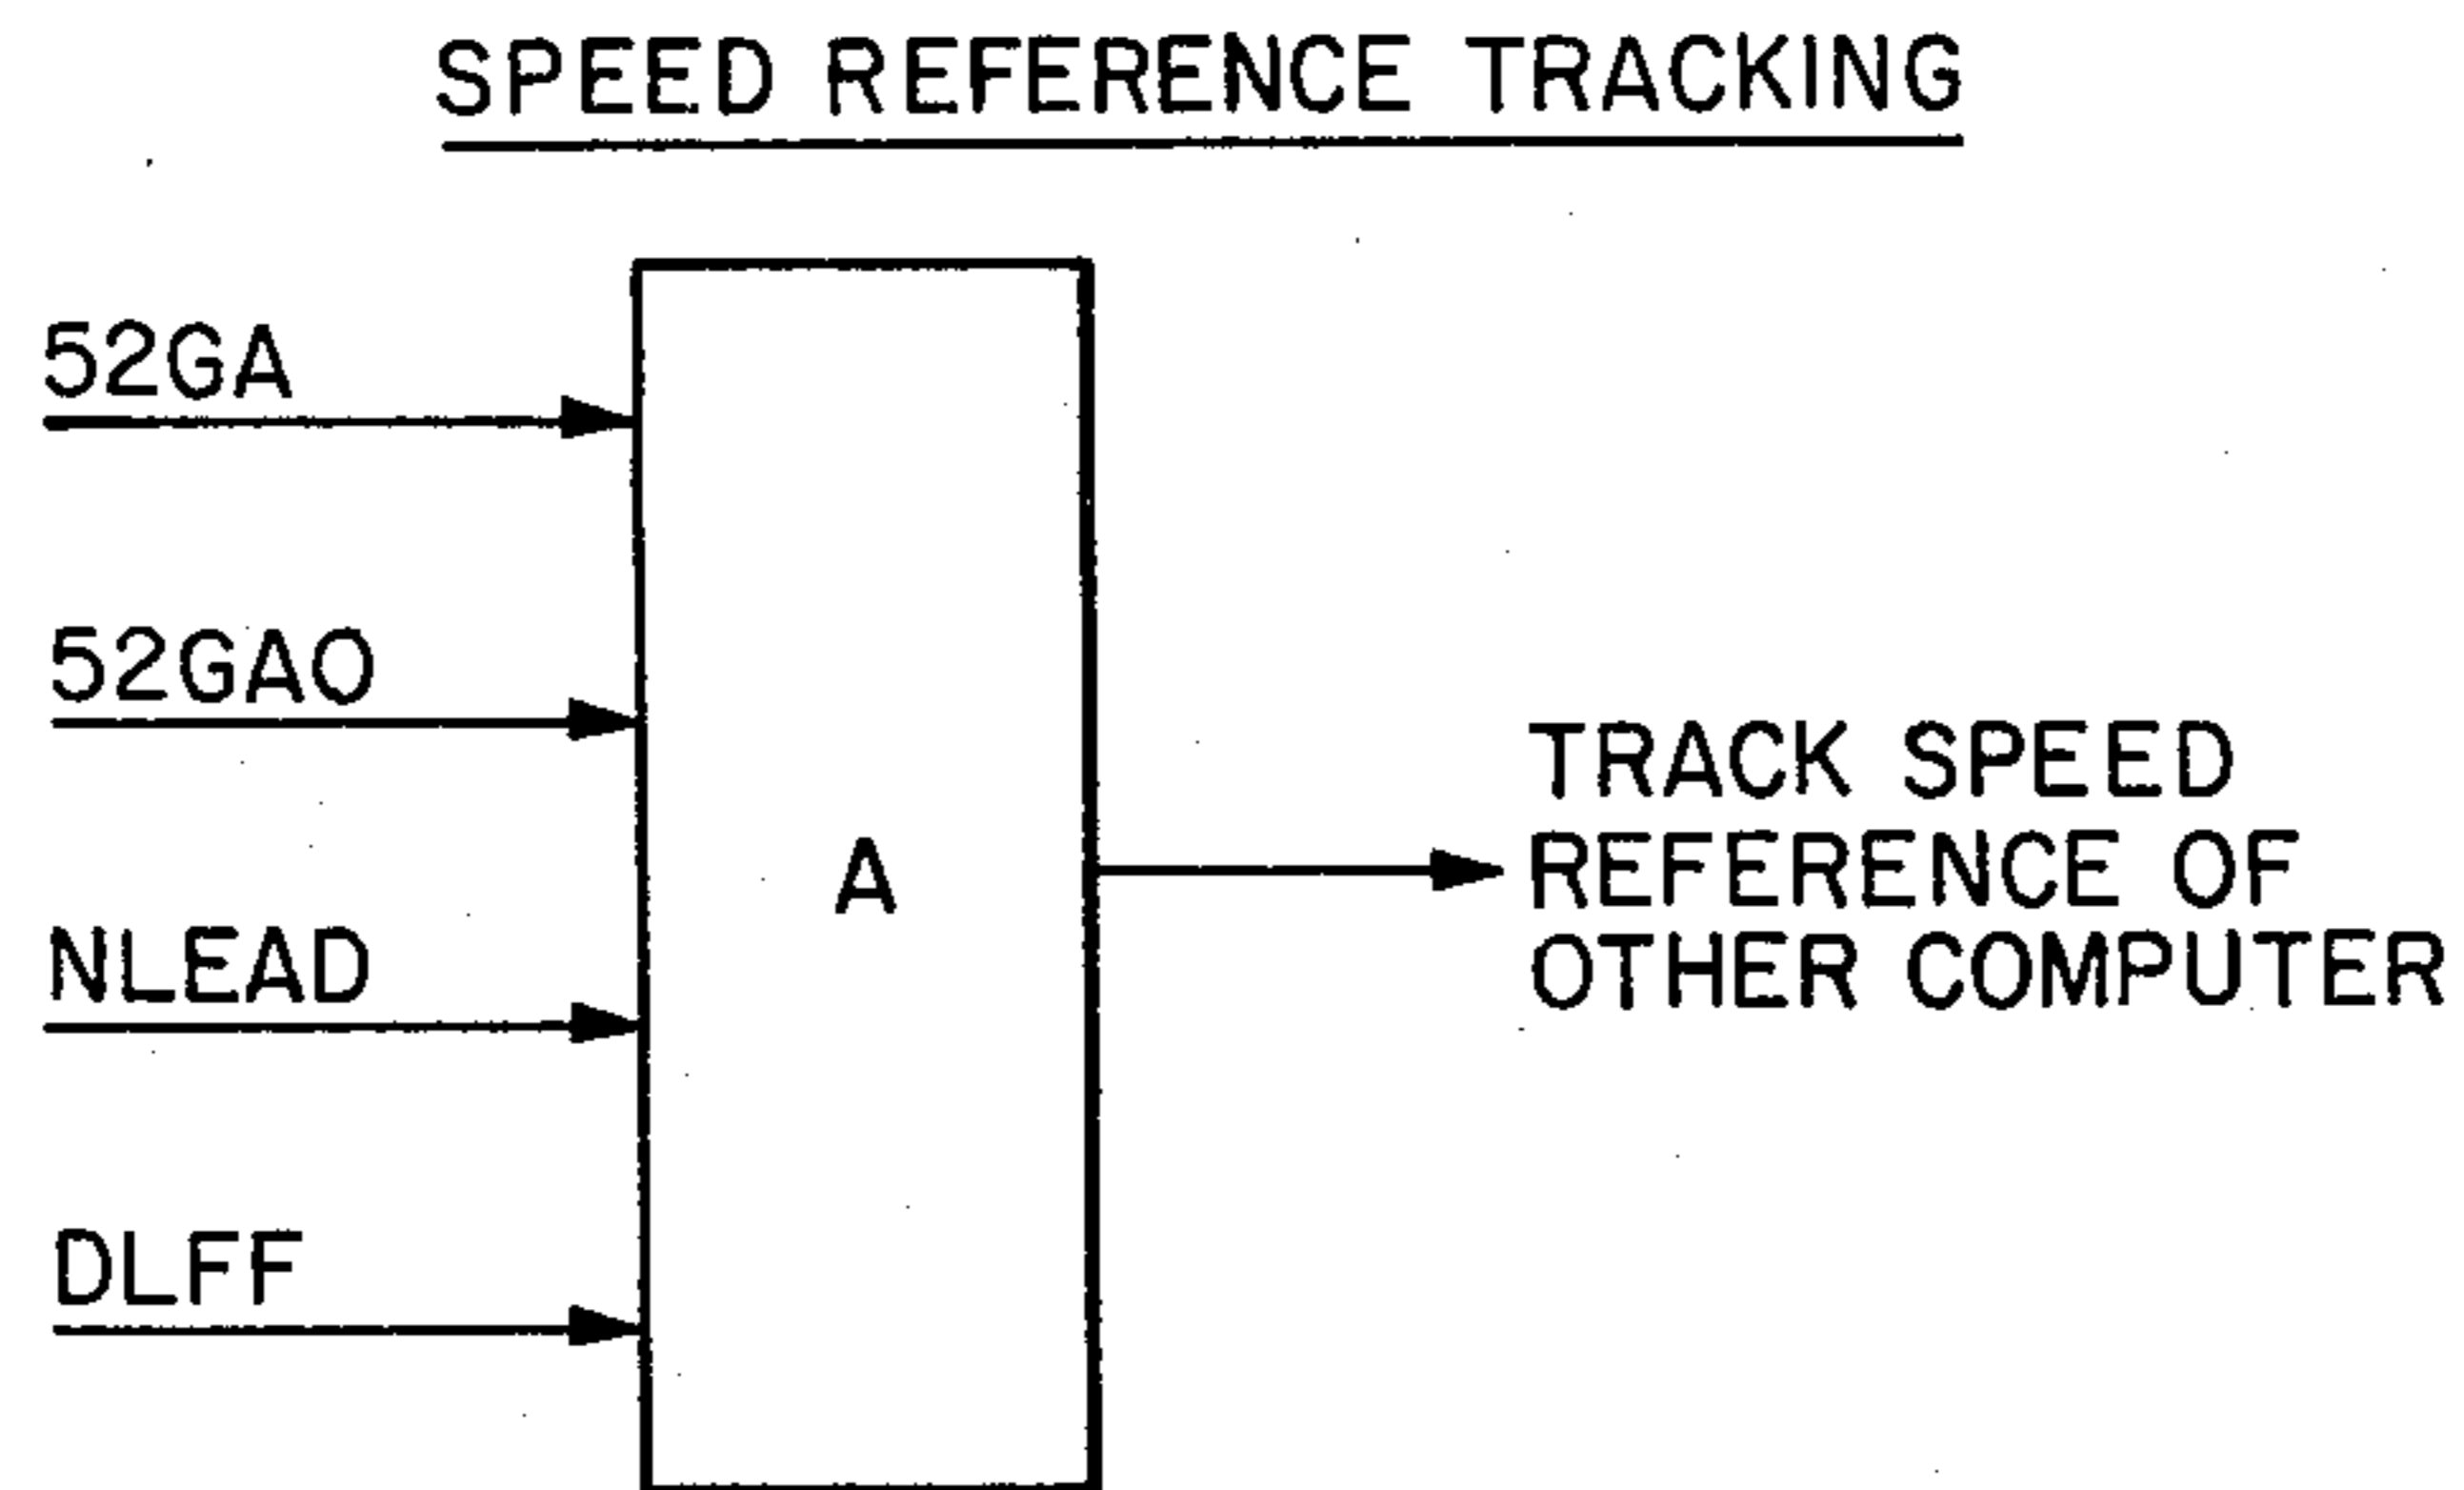 SPEED REFERENCE TRACKING
52GA
52GAO
NLEAD
DLFF
A
TRACK SPEED
REFERENCE OF
OTHER COMPUTER